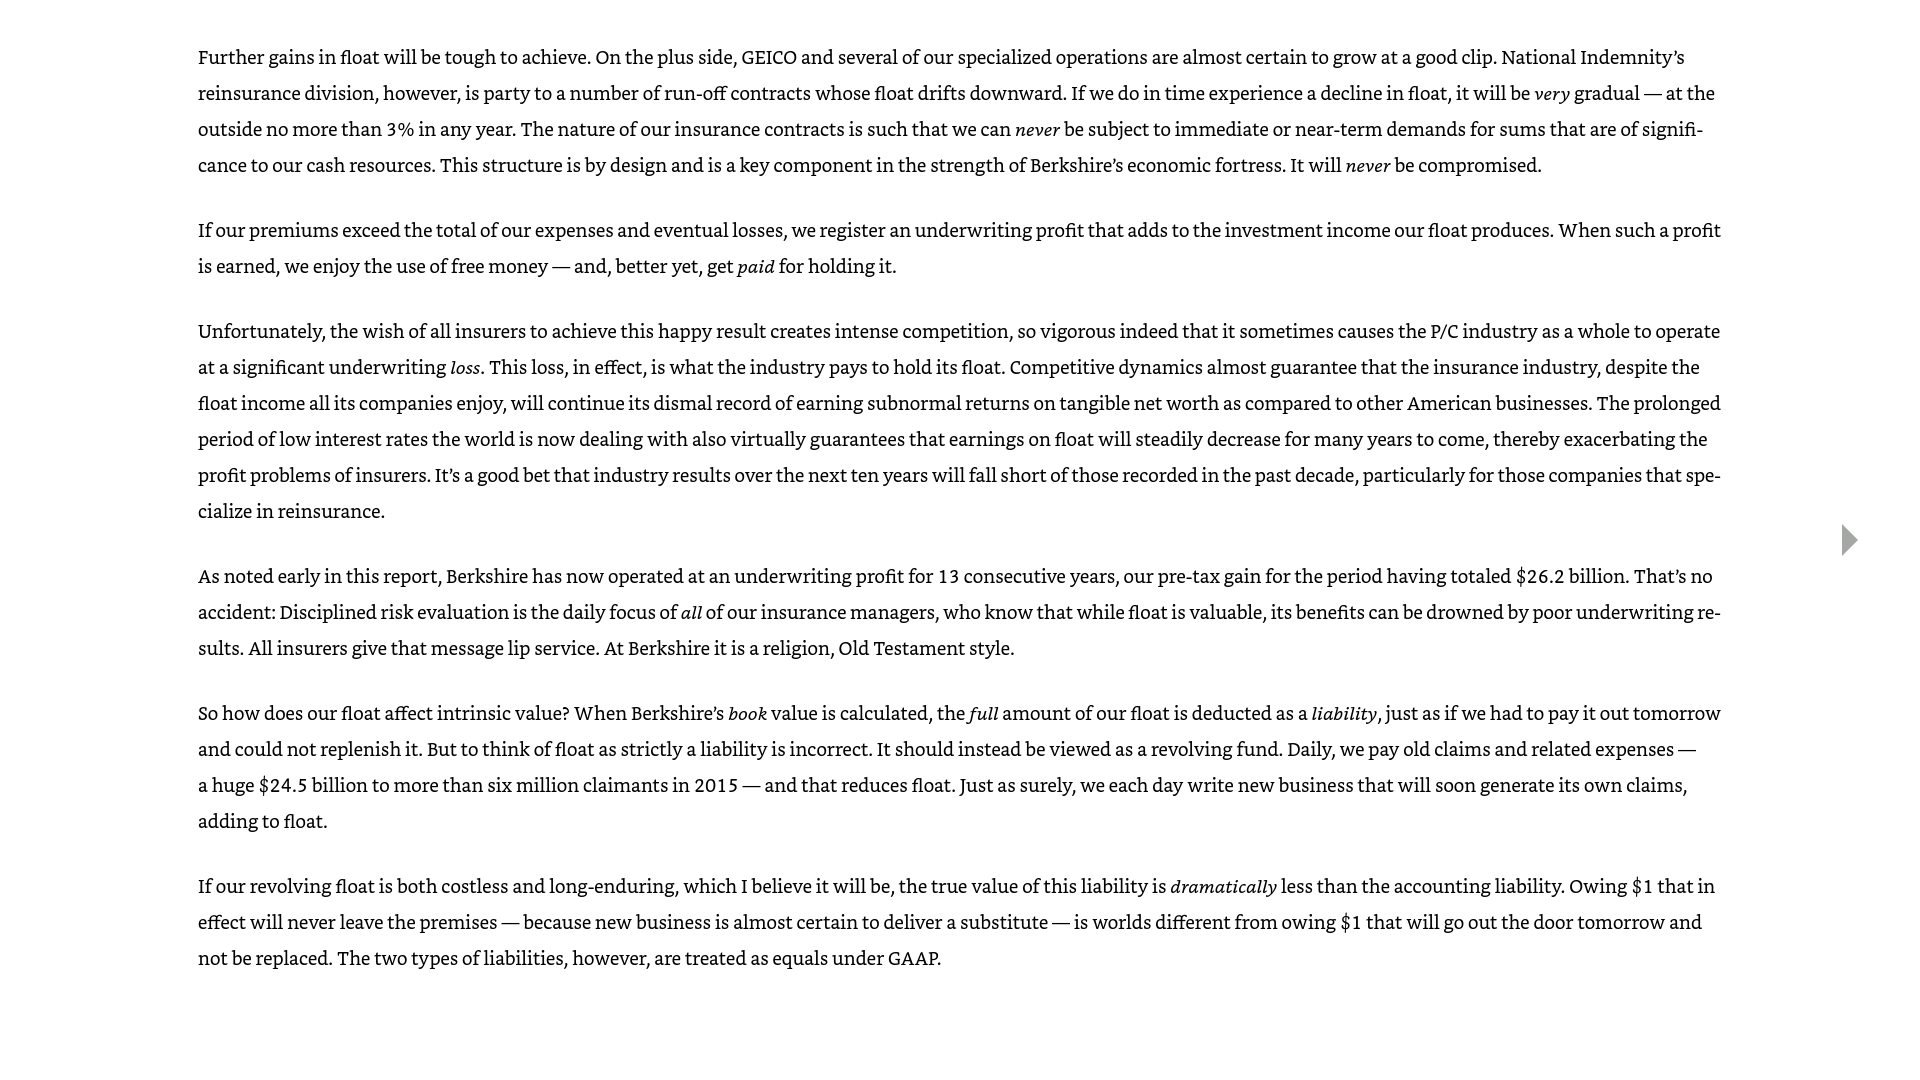 Further gains in float will be tough to achieve. On the plus side, GEICO and several of our specialized operations are almost certain to grow at a good clip. National Indemnity’s
reinsurance division, however, is party to a number of run-off contracts whose float drifts downward. If we do in time experience a decline in float, it will be very gradual — at the
outside no more than 3% in any year. The nature of our insurance contracts is such that we can never be subject to immediate or near-term demands for sums that are of signifi-
cance to our cash resources. This structure is by design and is a key component in the strength of Berkshire’s economic fortress. It will never be compromised.
If our premiums exceed the total of our expenses and eventual losses, we register an underwriting profit that adds to the investment income our float produces. When such a profit
is earned, we enjoy the use of free money — and, better yet, get paid for holding it.
Unfortunately, the wish of all insurers to achieve this happy result creates intense competition, so vigorous indeed that it sometimes causes the P/C industry as a whole to operate
at a significant underwriting loss. This loss, in effect, is what the industry pays to hold its float. Competitive dynamics almost guarantee that the insurance industry, despite the
float income all its companies enjoy, will continue its dismal record of earning subnormal returns on tangible net worth as compared to other American businesses. The prolonged
period of low interest rates the world is now dealing with also virtually guarantees that earnings on float will steadily decrease for many years to come, thereby exacerbating the
profit problems of insurers. It’s a good bet that industry results over the next ten years will fall short of those recorded in the past decade, particularly for those companies that spe-
cialize in reinsurance.
As noted early in this report, Berkshire has now operated at an underwriting profit for 13 consecutive years, our pre-tax gain for the period having totaled $26.2 billion. That’s no
accident: Disciplined risk evaluation is the daily focus of all of our insurance managers, who know that while float is valuable, its benefits can be drowned by poor underwriting re-
sults. All insurers give that message lip service. At Berkshire it is a religion, Old Testament style.
So how does our float affect intrinsic value? When Berkshire’s book value is calculated, the full amount of our float is deducted as a liability, just as if we had to pay it out tomorrow
and could not replenish it. But to think of float as strictly a liability is incorrect. It should instead be viewed as a revolving fund. Daily, we pay old claims and related expenses —
a huge $24.5 billion to more than six million claimants in 2015 — and that reduces float. Just as surely, we each day write new business that will soon generate its own claims,
adding to float.
If our revolving float is both costless and long-enduring, which I believe it will be, the true value of this liability is dramatically less than the accounting liability. Owing $1 that in
effect will never leave the premises — because new business is almost certain to deliver a substitute — is worlds different from owing $1 that will go out the door tomorrow and
not be replaced. The two types of liabilities, however, are treated as equals under GAAP.